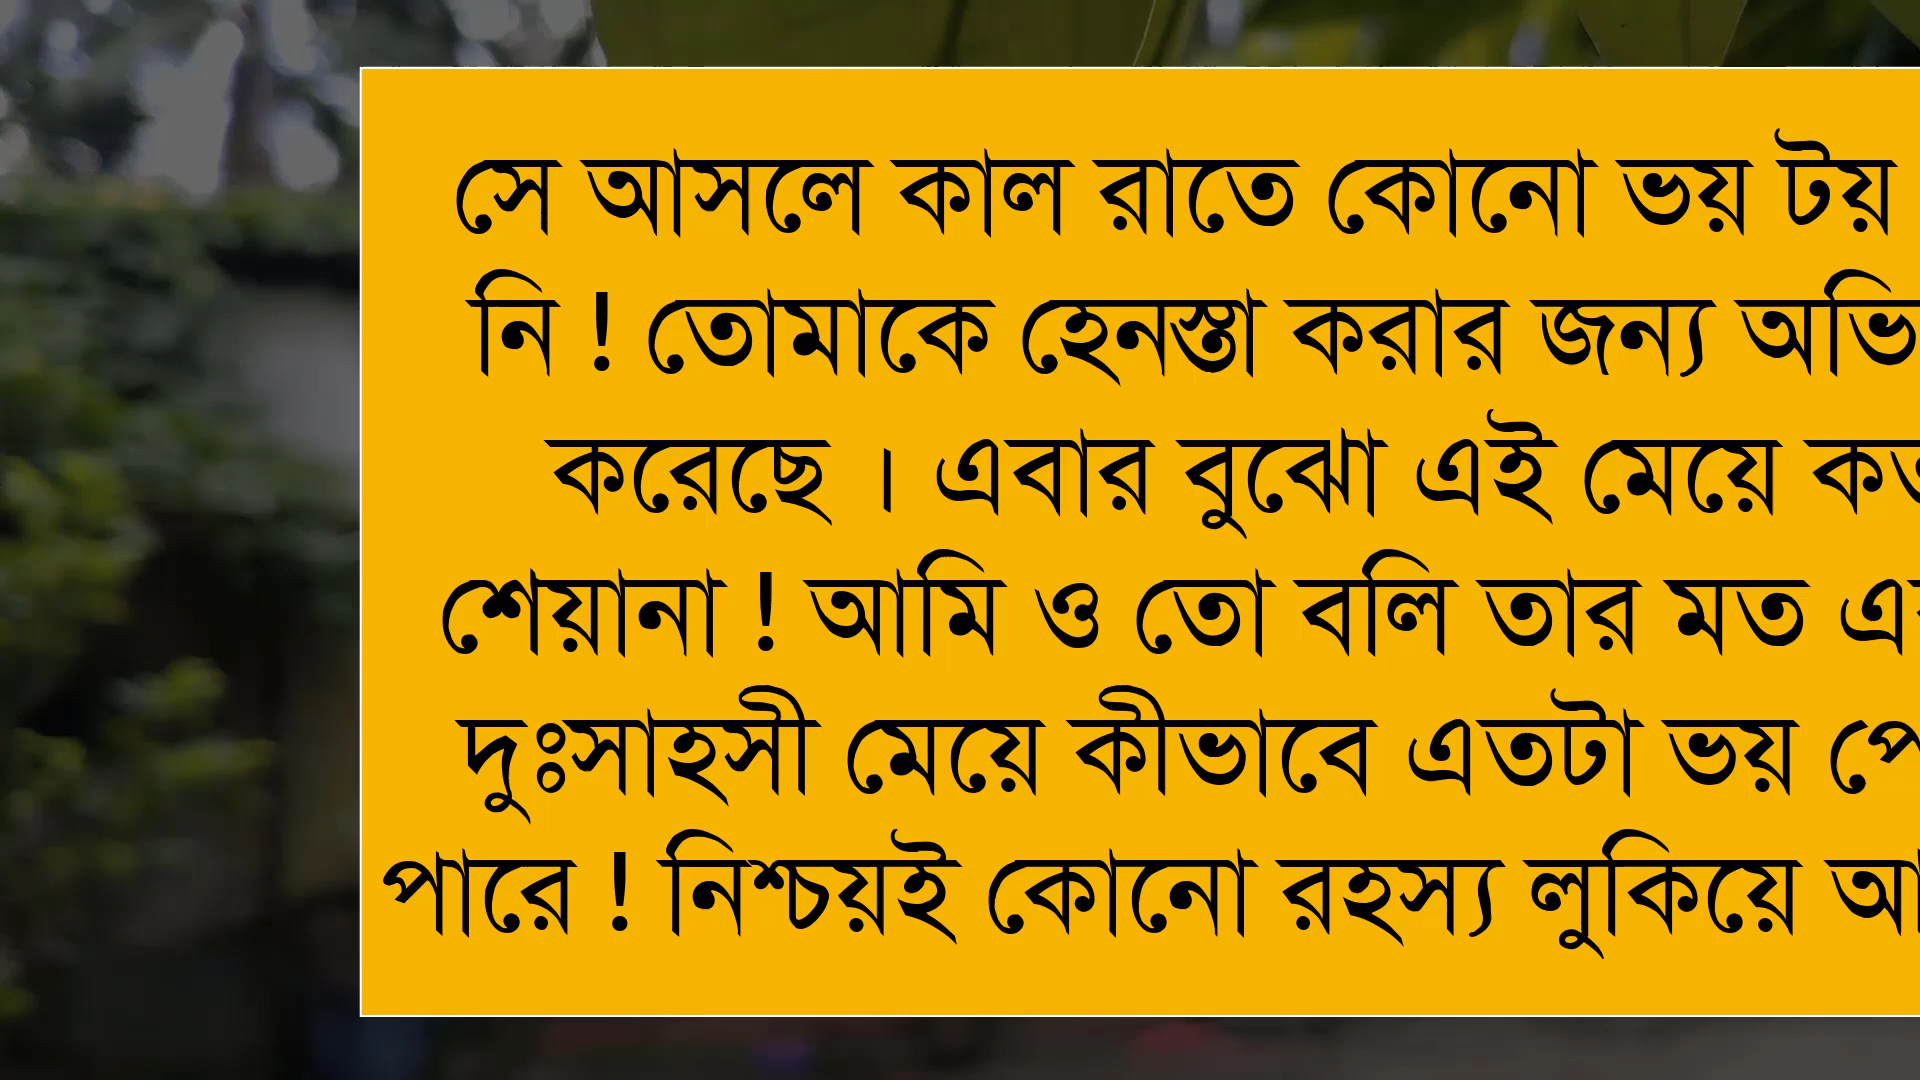 সে আসলে কাল রাতে কোনো ভয় টয়
নি ! তোমাকে হেনস্তা করার জন্য অভি
করেছে । এবার বুঝো এই মেয়ে
শেয়ানা ! আমি ও তো বলি তার মত
দুঃসাহসী মেয়ে কীভাবে এতটা ভয় পে
পারে ! নিশ্চয়ই কোনো রহস্য লুকিয়ে আ